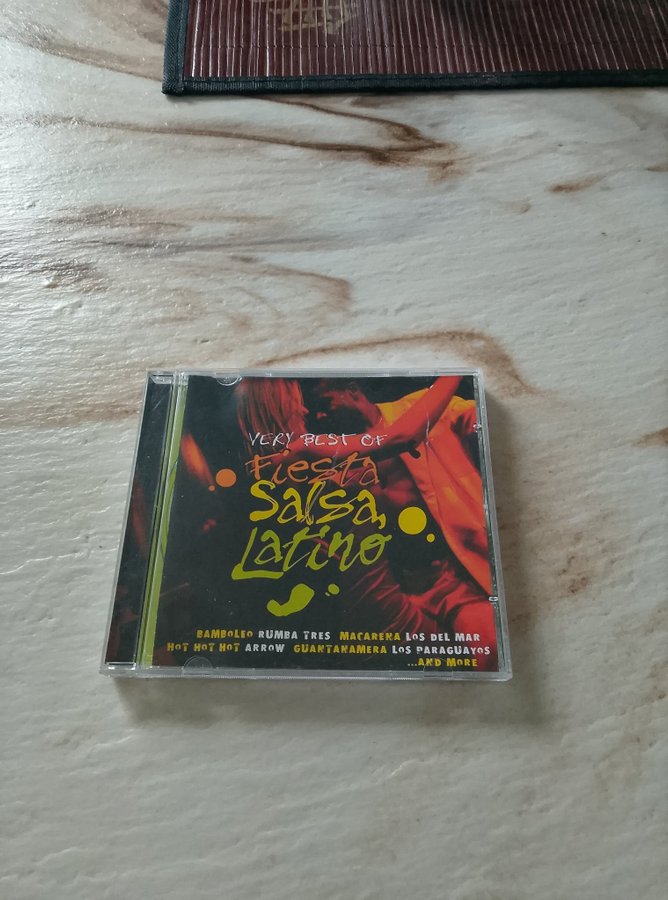 VERY BEST OF
Fiesta
Salsa,
Latino
BAMBOLEO RUMBA TRES MACARENA LOS DEL MAR
HOT HOT HOT ARROW GUANTANAMERA LOS PARAGUAYOS
...AND MORE